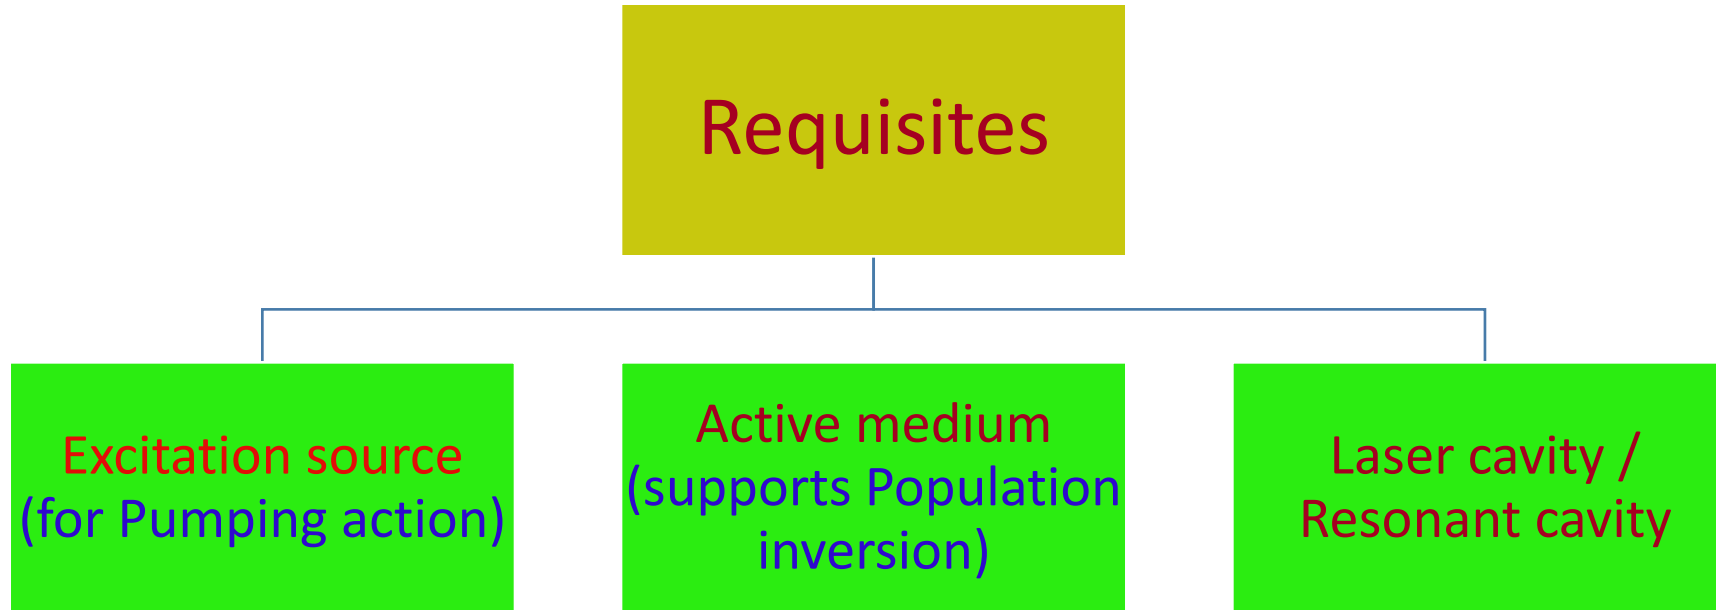 Requisites
Excitation source
(for Pumping action)
Active medium
(supports Population
inversion)
Laser cavity /
Resonant cavity